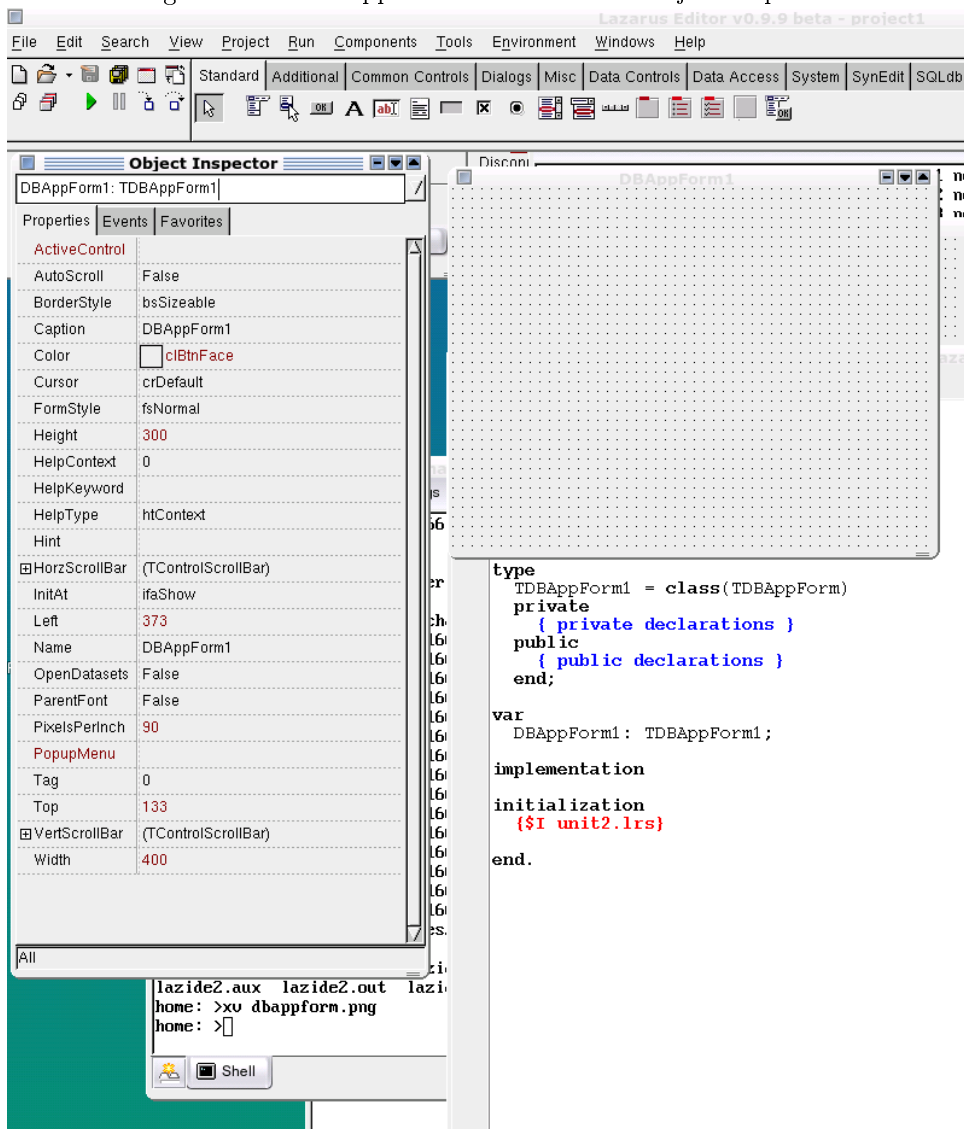 Lazarus Editor v0.9.9 beta - project1
File Edit Search View Project Run Components Tools Environment Windows Help
Standard Additional Common Controls Dialogs Misc Data Controls Data Access System SynEdit SQLdb
OK A abI OK
Object Inspector
DBAppForm1: TDBAppForm1
Properties Events Favorites
ActiveControl
AutoScroll False
BorderStyle bsSizeable
Caption DBAppForm1
Color clBtnFace
Cursor crDefault
FormStyle fsNormal
Height 300
HelpContext 0
HelpKeyword
HelpType htContext
Hint
HorzScrollBar (TControlScrollBar)
InitAt ifaShow
Left 373
Name DBAppForm1
OpenDatasets False
ParentFont False
PixelsPerInch 90
PopupMenu
Tag 0
Top 133
VertScrollBar (TControlScrollBar)
Width 400
All
DBAppForm1
type
TDBAppForm1 = class(TDBAppForm)
private
{ private declarations }
public
{ public declarations }
end;
var
DBAppForm1: TDBAppForm1;
implementation
initialization
{$I unit2.lrs}
end.
lazide2.aux lazide2.out lazi
home: >xv dbappform.png
home: >
Shell